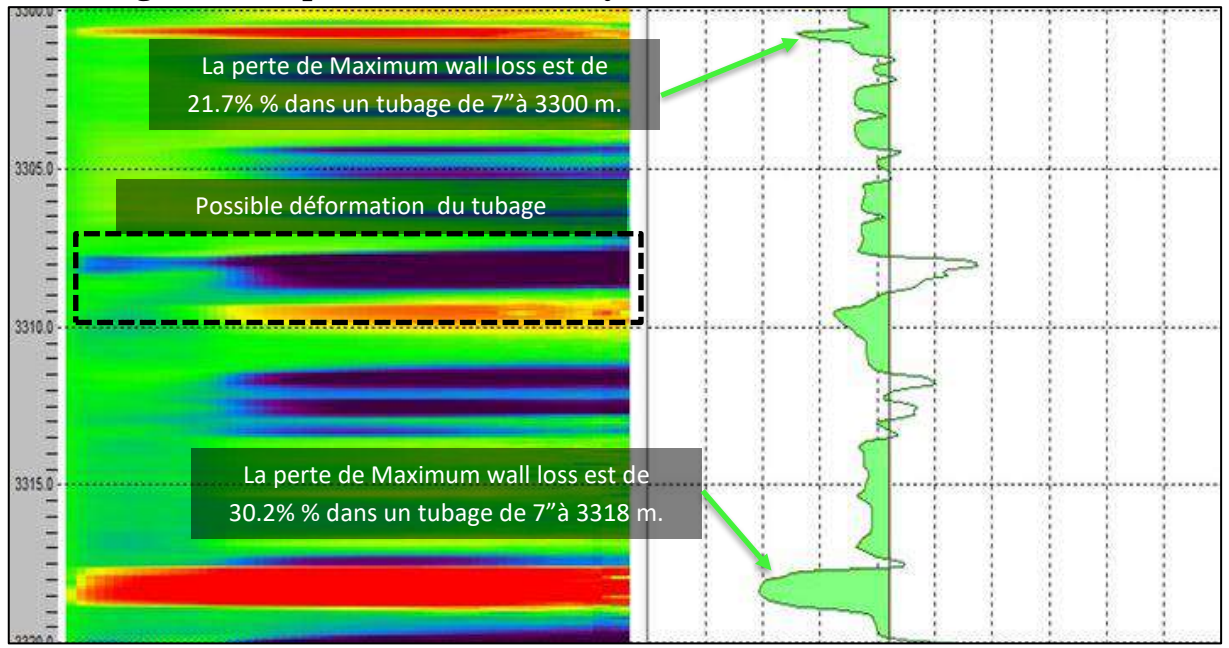 3300.0
La perte de Maximum wall loss est de
21.7% % dans un tubage de 7”à 3300 m.
3305.0
Possible déformation  du tubage
3310.0
3315.0
La perte de Maximum wall loss est de
30.2% % dans un tubage de 7”à 3318 m.
3320.0